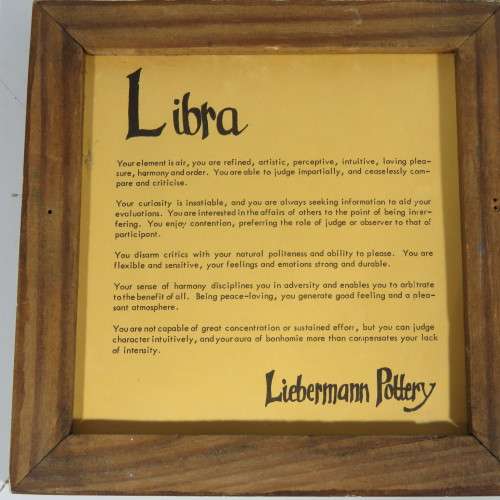 Libra
Your element is air, you are refined, artistic, perceptive, intuitive, loving plea-
sure, harmony and order. You are able to judge impartially, and ceaselessly com-
pare and criticise.
Your curiosity is insatiable, and you are always seeking information to aid your
evaluations. You are interested in the affairs of others to the point of being inter-
fering. You enjoy contention, preferring the role of judge or observer to that of
participant.
You disarm critics with your natural politeness and ability to please. You are
flexible and sensitive, your feelings and emotions strong and durable.
Your sense of harmony disciplines you in adversity and enables you to arbitrate
to the benefit of all. Being peace-loving, you generate good feeling and a plea-
sant atmosphere.
You are not capable of great concentration or sustained effort, but you can judge
character intuitively, and your aura of bonhomie more than compensates your lack
of intensity.
Liebermann Pottery